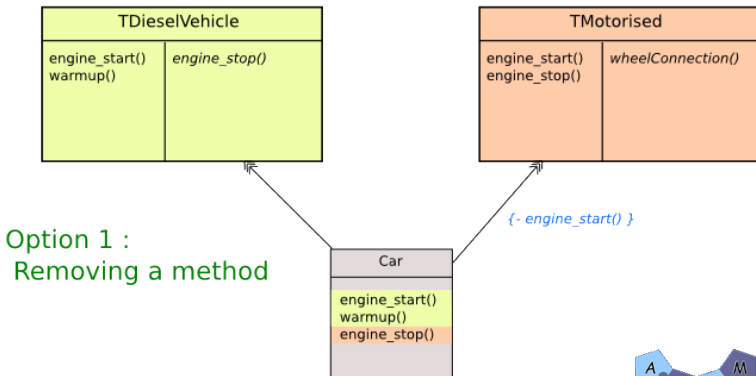 TDieselVehicle
engine_start()
warmup()
engine_stop()
TMotorised
engine_start()
engine_stop()
wheelConnection()
{- engine_start() }
Option 1 :
Removing a method
Car
engine_start()
warmup()
engine_stop()
A
M